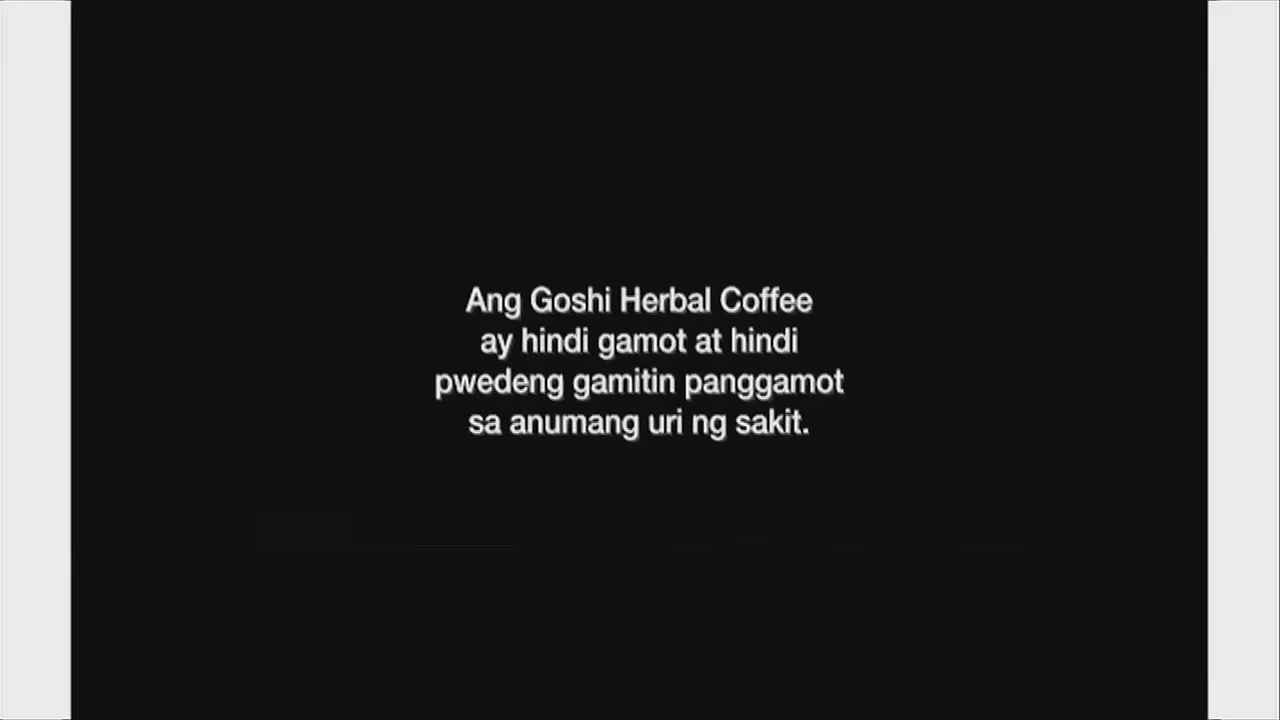 Ang Goshi Herbal Coffee
ay hindi gamot at hindi
pwedeng gamitin panggamot
sa anumang uri ng sakit.